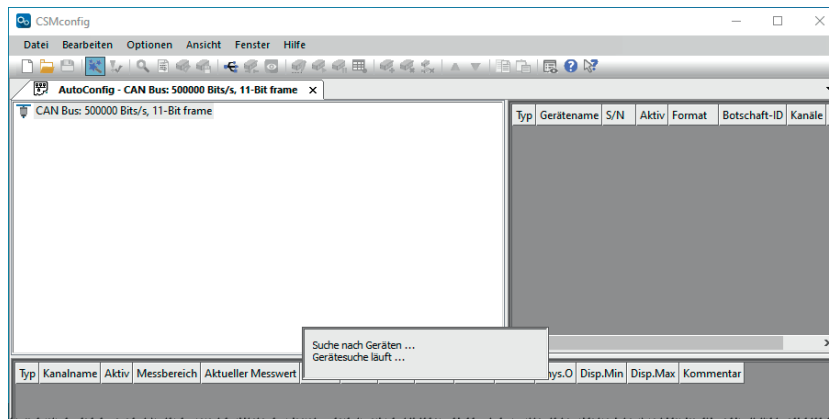 CSMconfig
Datei Bearbeiten Optionen Ansicht Fenster Hilfe
AutoConfig - CAN Bus: 500000 Bits/s, 11-Bit frame
CAN Bus: 500000 Bits/s, 11-Bit frame
Typ Gerätename S/N Aktiv Format Botschaft-ID Kanäle
Suche nach Geräten ...
Gerätesuche läuft ...
Typ Kanalname Aktiv Messbereich Aktueller Messwert hys.O Disp.Min Disp.Max Kommentar